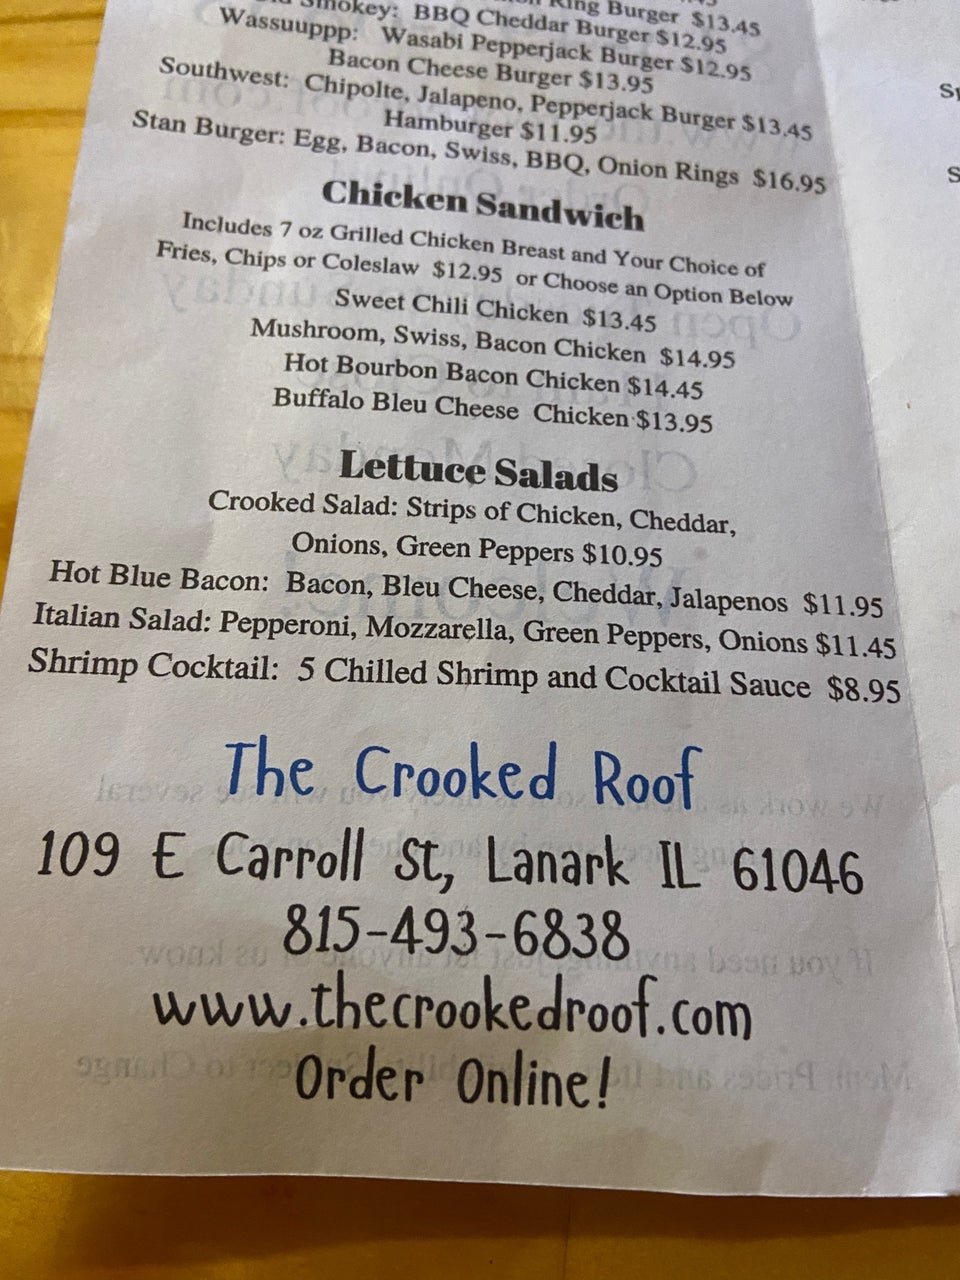 Ring Burger $13.45
Smokey: BBQ Cheddar Burger $12.95
Wassuuppp: Wasabi Pepperjack Burger $12.95
Bacon Cheese Burger $13.95
Southwest: Chipolte, Jalapeno, Pepperjack Burger $13.45
Hamburger $11.95
Stan Burger: Egg, Bacon, Swiss, BBQ, Onion Rings $16.95
Chicken Sandwich
Includes 7 oz Grilled Chicken Breast and Your Choice of
Fries, Chips or Coleslaw $12.95 or Choose an Option Below
Sweet Chili Chicken $13.45
Mushroom, Swiss, Bacon Chicken $14.95
Hot Bourbon Bacon Chicken $14.45
Buffalo Bleu Cheese Chicken $13.95
Lettuce Salads
Crooked Salad: Strips of Chicken, Cheddar,
Onions, Green Peppers $10.95
Hot Blue Bacon: Bacon, Bleu Cheese, Cheddar, Jalapenos $11.95
Italian Salad: Pepperoni, Mozzarella, Green Peppers, Onions $11.45
Shrimp Cocktail: 5 Chilled Shrimp and Cocktail Sauce $8.95
The Crooked Roof
109 E Carroll St, Lanark IL 61046
815-493-6838
www.thecrookedroof.com
Order Online!